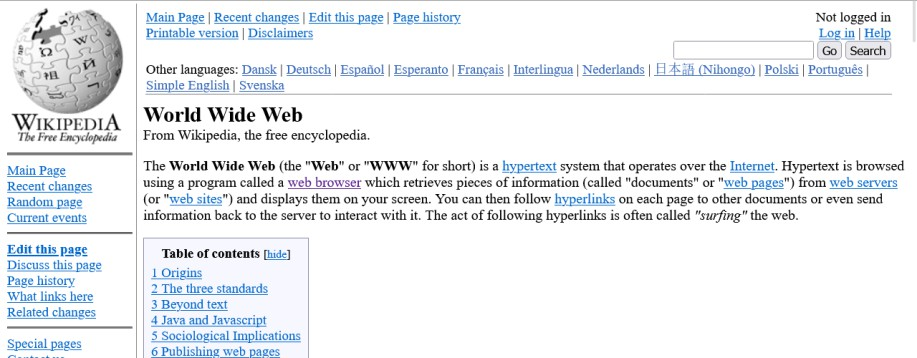 Main Page | Recent changes | Edit this page | Page history
Printable version | Disclaimers
Not logged in
Log in | Help
Go Search
Other languages: Dansk | Deutsch | Español | Esperanto | Français | Interlingua | Nederlands | 日本語 (Nihongo) | Polski | Português |
Simple English | Svenska
WIKIPEDIA
The Free Encyclopedia
Main Page
Recent changes
Random page
Current events
Edit this page
Discuss this page
Page history
What links here
Related changes
Special pages
World Wide Web
From Wikipedia, the free encyclopedia.
The World Wide Web (the "Web" or "WWW" for short) is a hypertext system that operates over the Internet. Hypertext is browsed
using a program called a web browser which retrieves pieces of information (called "documents" or "web pages") from web servers
(or "web sites") and displays them on your screen. You can then follow hyperlinks on each page to other documents or even send
information back to the server to interact with it. The act of following hyperlinks is often called "surfing" the web.
Table of contents [hide]
1 Origins
2 The three standards
3 Beyond text
4 Java and Javascript
5 Sociological Implications
6 Publishing web pages